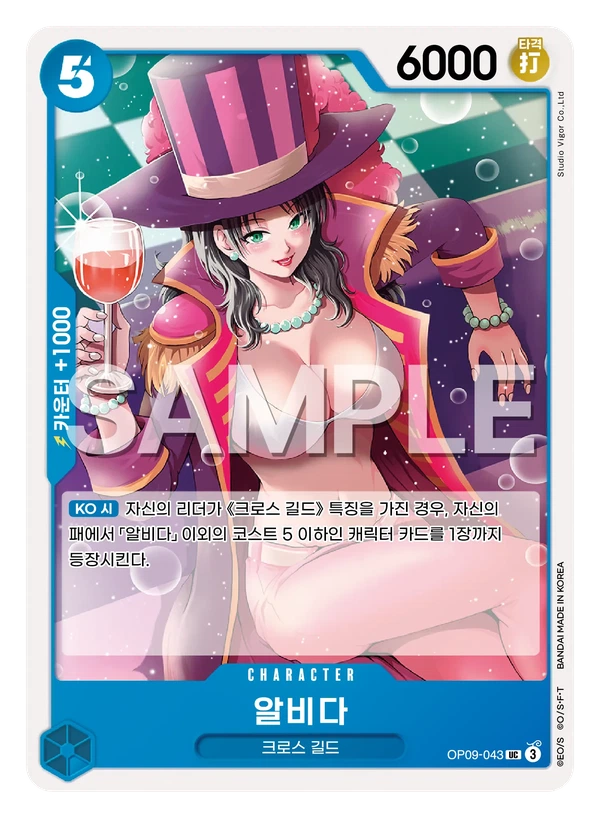 5
6000
타격
打
Studio Vigor Co.,Ltd
카운터 +1000
SAMPLE
KO 시 자신의 리더가 《크로스 길드》 특징을 가진 경우, 자신의
패에서 「알비다」 이외의 코스트 5 이하인 캐릭터 카드를 1장까지
등장시킨다.
CHARACTER
알비다
크로스 길드
OP09-043 UC 3
©EO/S ©O/S·F·T BANDAI MADE IN KOREA